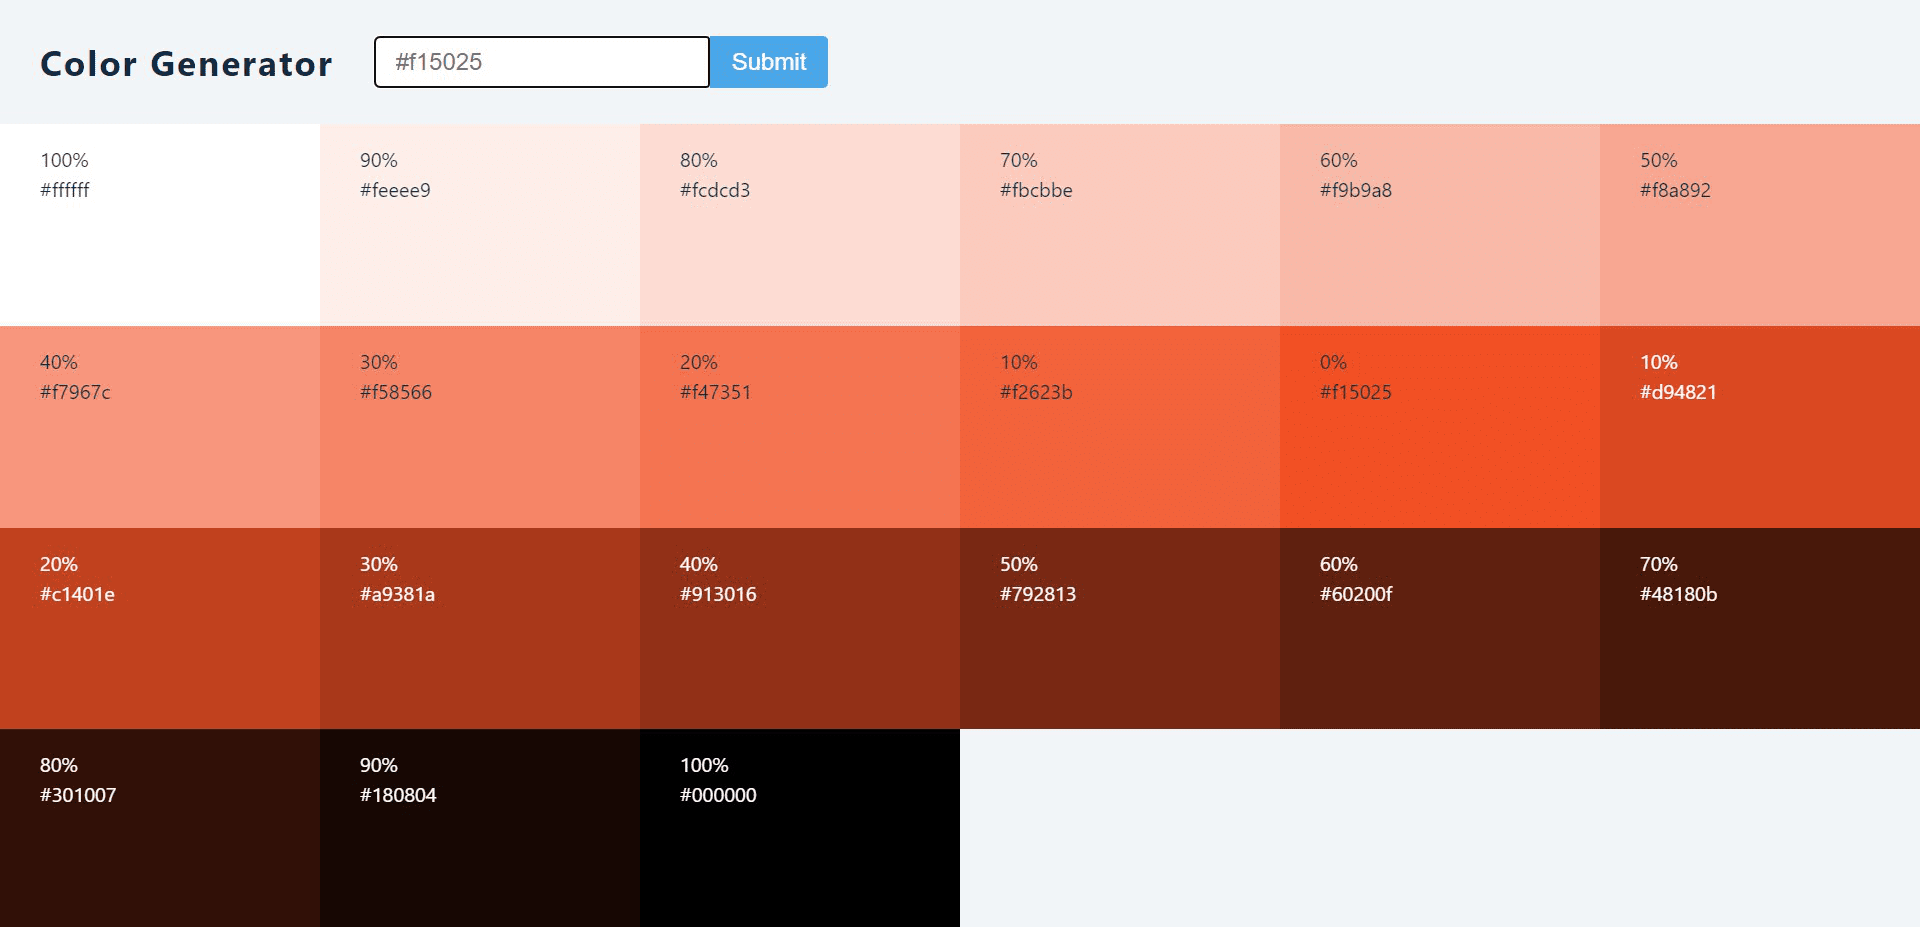 Color Generator
#f15025
Submit
100%
#ffffff
90%
#feeee9
80%
#fcdcd3
70%
#fbcbbe
60%
#f9b9a8
50%
#f8a892
40%
#f7967c
30%
#f58566
20%
#f47351
10%
#f2623b
0%
#f15025
10%
#d94821
20%
#c1401e
30%
#a9381a
40%
#913016
50%
#792813
60%
#60200f
70%
#48180b
80%
#301007
90%
#180804
100%
#000000